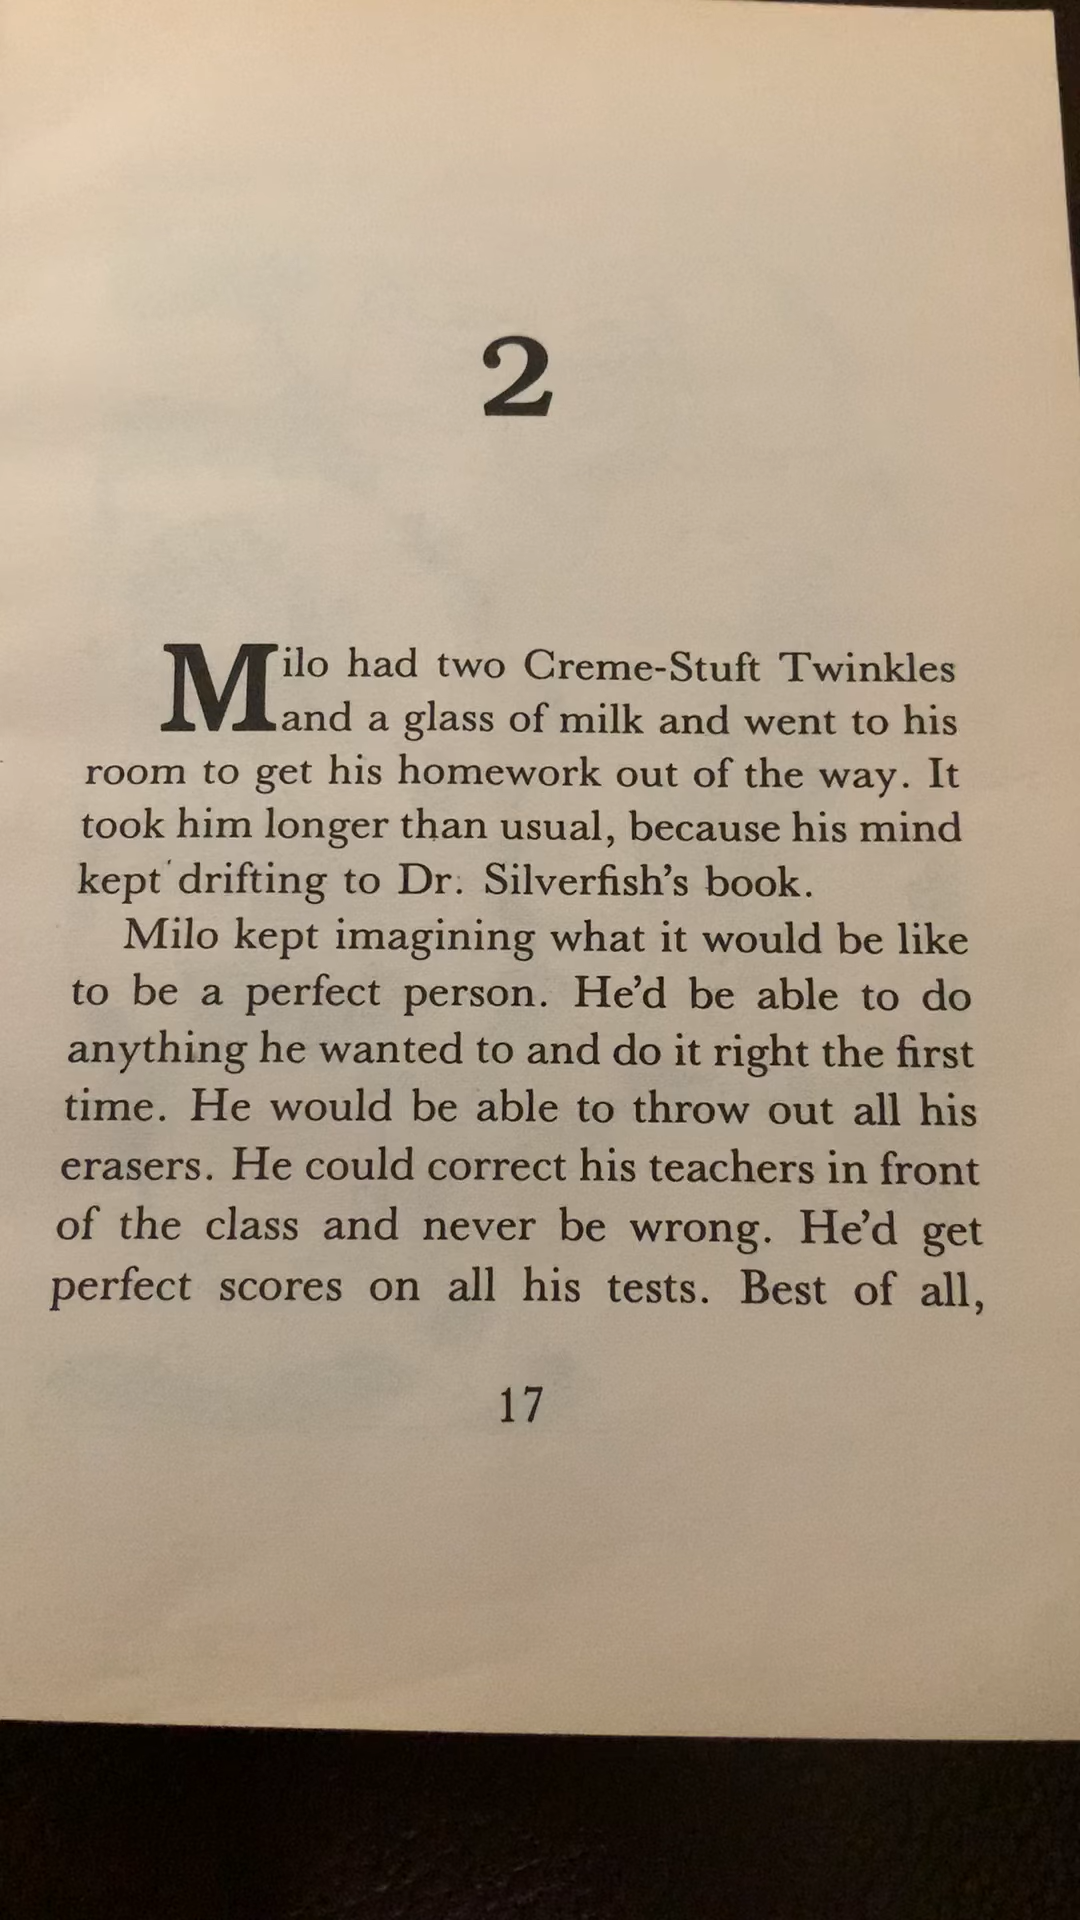 2
Milo had two Creme-Stuft Twinkles
and a glass of milk and went to his
room to get his homework out of the way. It
took him longer than usual, because his mind
kept drifting to Dr. Silverfish’s book.
Milo kept imagining what it would be like
to be a perfect person. He’d be able to do
anything he wanted to and do it right the first
time. He would be able to throw out all his
erasers. He could correct his teachers in front
of the class and never be wrong. He’d get
perfect scores on all his tests. Best of all,
17